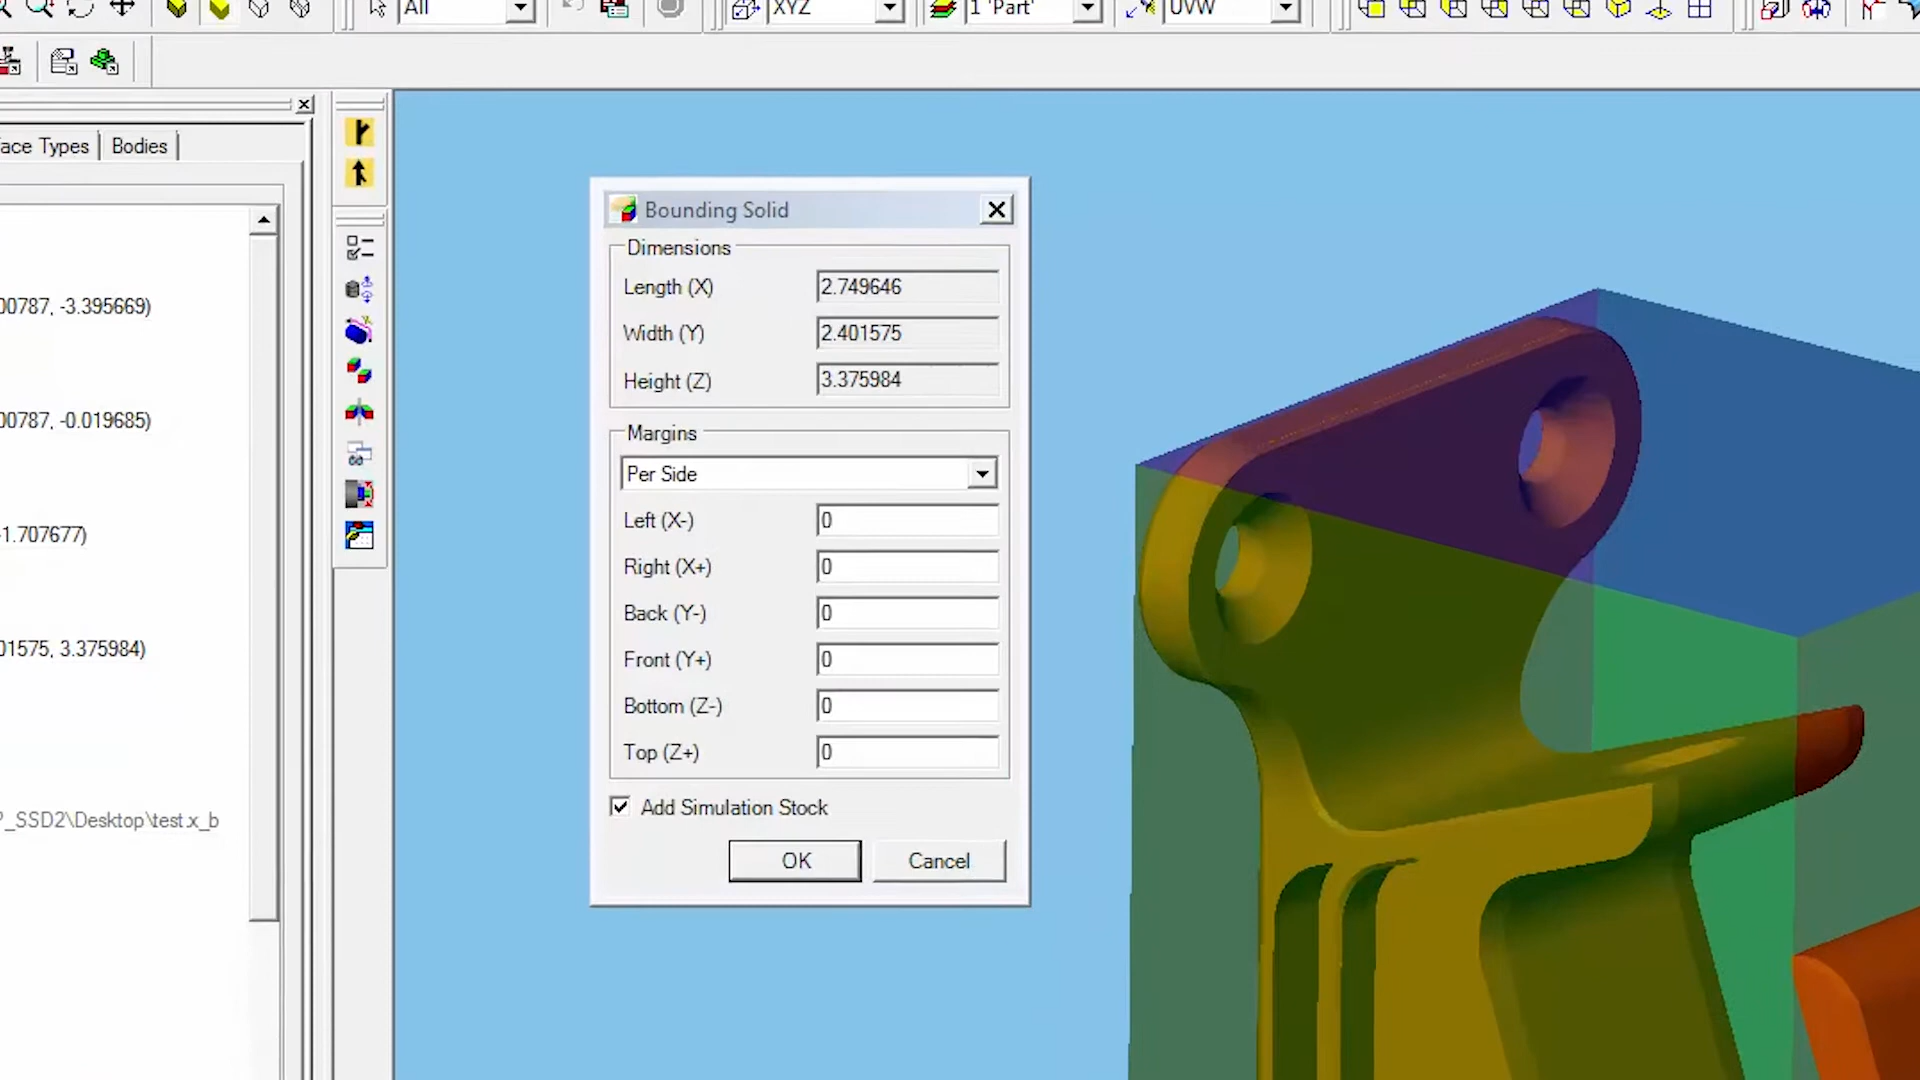 All
XYZ
1 'Part'
UVW
ace Types
Bodies
00787, -3.395669)
00787, -0.019685)
1.707677)
01575, 3.375984)
_SSD2\Desktop\test.x_b
Bounding Solid
Dimensions
Length (X) 2.749646
Width (Y) 2.401575
Height (Z) 3.375984
Margins
Per Side
Left (X-) 0
Right (X+) 0
Back (Y-) 0
Front (Y+) 0
Bottom (Z-) 0
Top (Z+) 0
Add Simulation Stock
OK Cancel